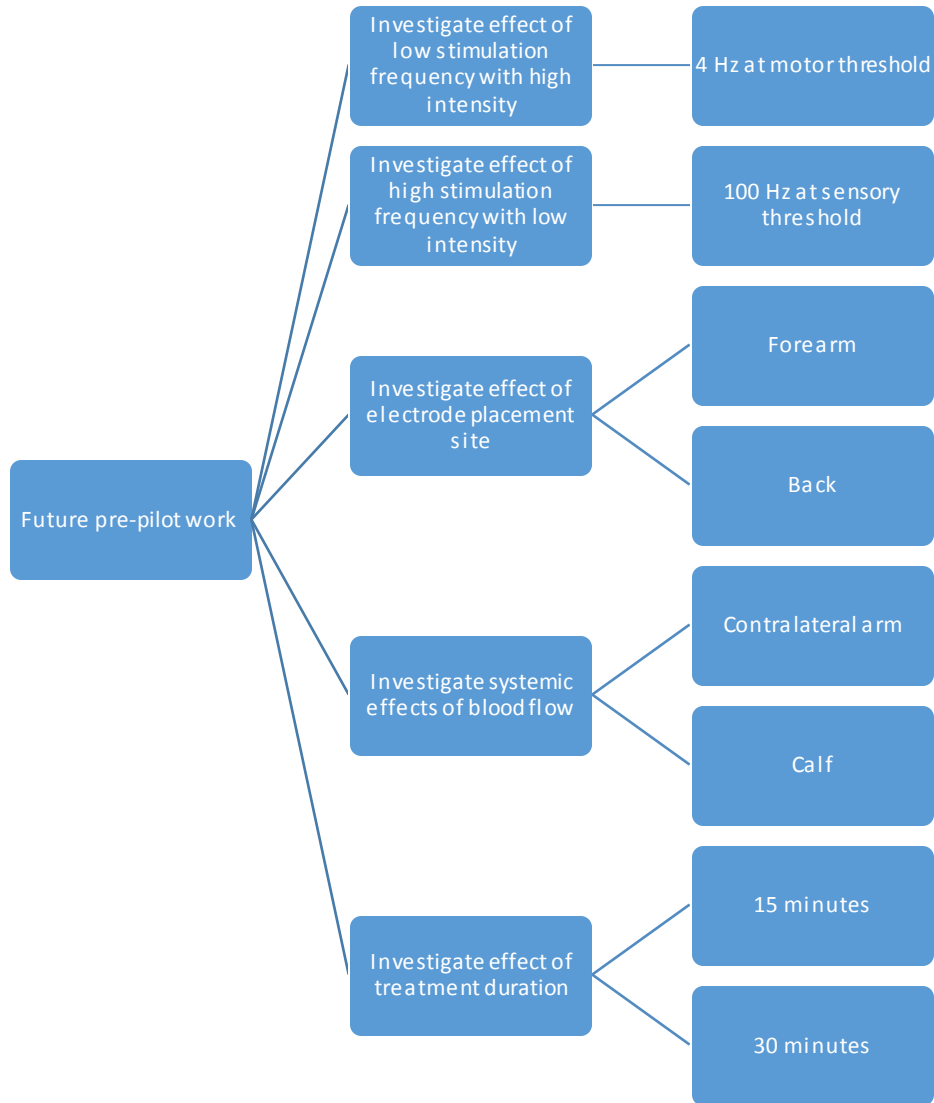 Future pre-pilot work
Investigate effect of
low stimulation
frequency with high
intensity
4 Hz at motor threshold
Investigate effect of
high stimulation
frequency with low
intensity
100 Hz at sensory
threshold
Investigate effect of
electrode placement
site
Forearm
Back
Investigate systemic
effects of blood flow
Contralateral arm
Calf
Investigate effect of
treatment duration
15 minutes
30 minutes